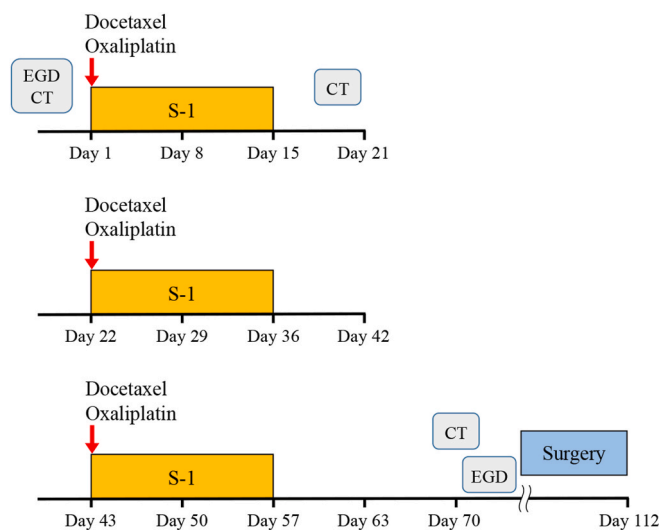 Docetaxel
Oxaliplatin
EGD
CT
S-1
CT
Day 1
Day 8
Day 15
Day 21
Docetaxel
Oxaliplatin
S-1
Day 22
Day 29
Day 36
Day 42
Docetaxel
Oxaliplatin
S-1
CT
EGD
Surgery
Day 43
Day 50
Day 57
Day 63
Day 70
Day 112